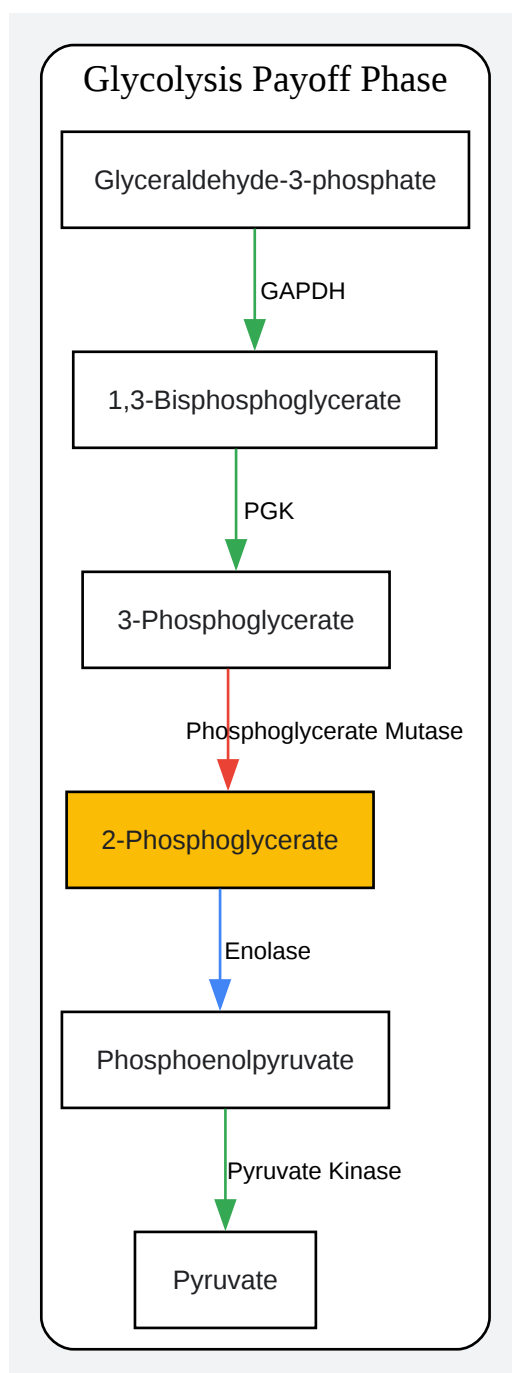 Glycolysis Payoff Phase
Glyceraldehyde-3-phosphate
GAPDH
1,3-Bisphosphoglycerate
PGK
3-Phosphoglycerate
Phosphoglycerate Mutase
2-Phosphoglycerate
Enolase
Phosphoenolpyruvate
Pyruvate Kinase
Pyruvate